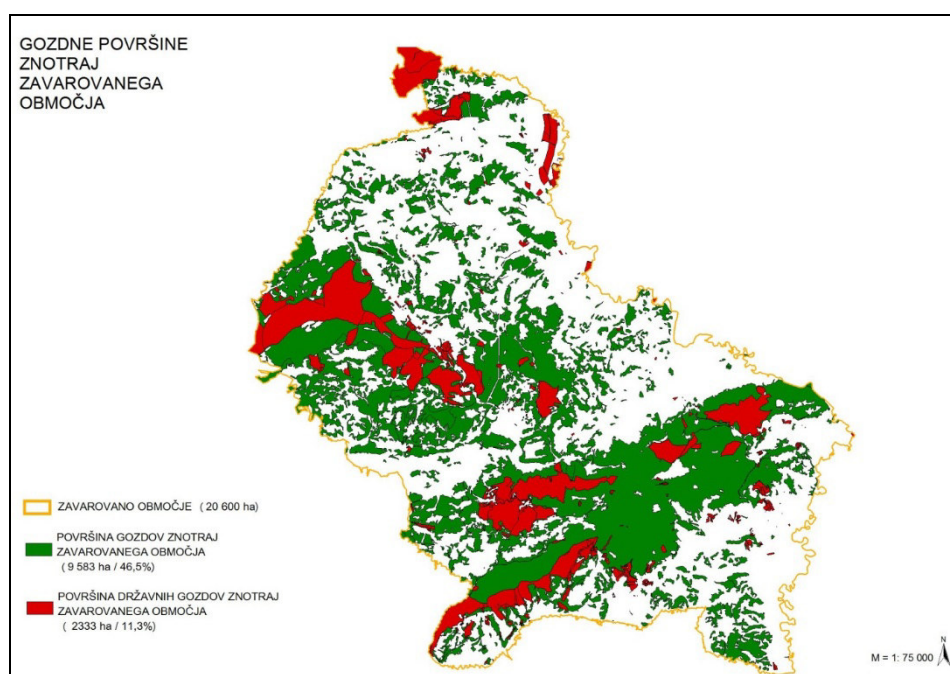 GOZDNE POVRŠINE
ZNOTRAJ
ZAVAROVANEGA
OBMOČJA
ZAVAROVANO OBMOČJE ( 20 600 ha)
POVRŠINA GOZDOV ZNOTRAJ
ZAVAROVANEGA OBMOČJA
( 9 583 ha / 46,5%)
POVRŠINA DRŽAVNIH GOZDOV ZNOTRAJ
ZAVAROVANEGA OBMOČJA
( 2333 ha / 11,3%)
M = 1: 75 000
N